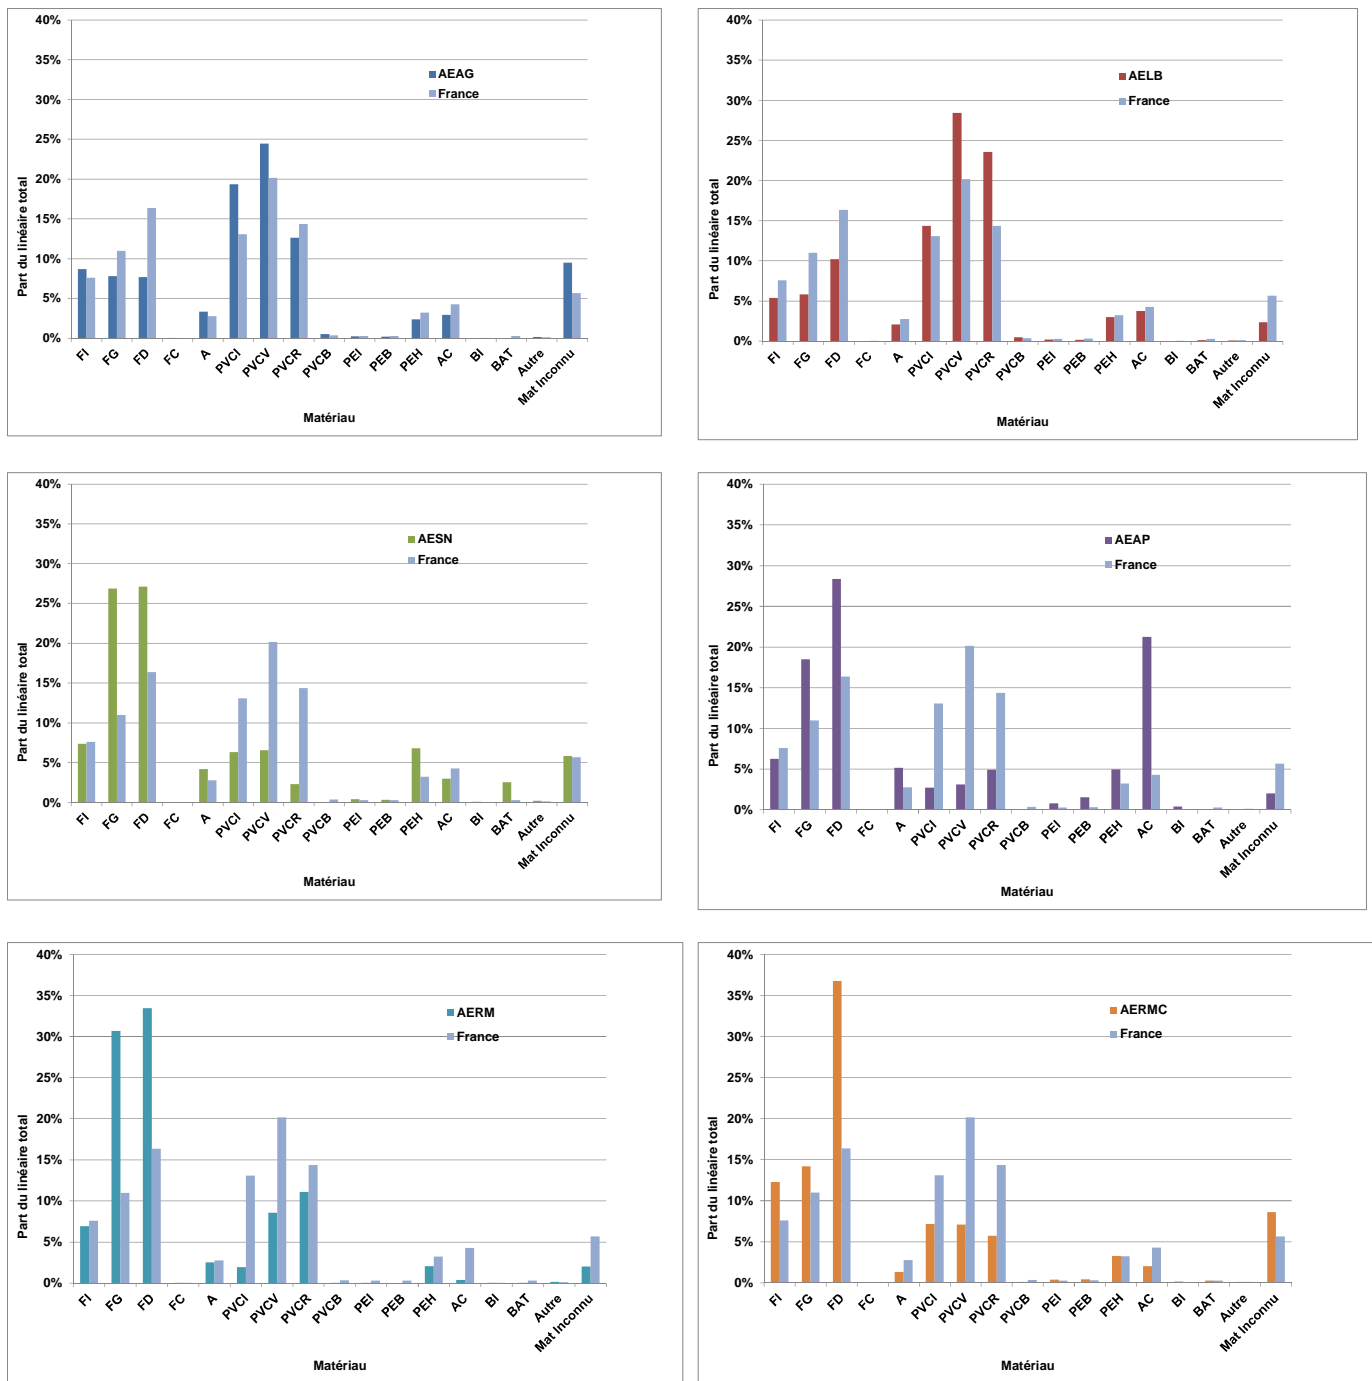 40%
35%
30%
25%
20%
15%
10%
5%
0%
Part du linéaire total
AEAG
France
FI FG FD FC A PVCI PVCV PVCR PVCB PEI PEB PEH AC BI BAT Autre Mat Inconnu
Matériau
40%
35%
30%
25%
20%
15%
10%
5%
0%
Part du linéaire total
AELB
France
FI FG FD FC A PVCI PVCV PVCR PVCB PEI PEB PEH AC BI BAT Autre Mat Inconnu
Matériau
40%
35%
30%
25%
20%
15%
10%
5%
0%
Part du linéaire total
AESN
France
FI FG FD FC A PVCI PVCV PVCR PVCB PEI PEB PEH AC BI BAT Autre Mat Inconnu
Matériau
40%
35%
30%
25%
20%
15%
10%
5%
0%
Part du linéaire total
AEAP
France
FI FG FD FC A PVCI PVCV PVCR PVCB PEI PEB PEH AC BI BAT Autre Mat Inconnu
Matériau
40%
35%
30%
25%
20%
15%
10%
5%
0%
Part du linéaire total
AERM
France
FI FG FD FC A PVCI PVCV PVCR PVCB PEI PEB PEH AC BI BAT Autre Mat Inconnu
Matériau
40%
35%
30%
25%
20%
15%
10%
5%
0%
Part du linéaire total
AERMC
France
FI FG FD FC A PVCI PVCV PVCR PVCB PEI PEB PEH AC BI BAT Autre Mat Inconnu
Matériau